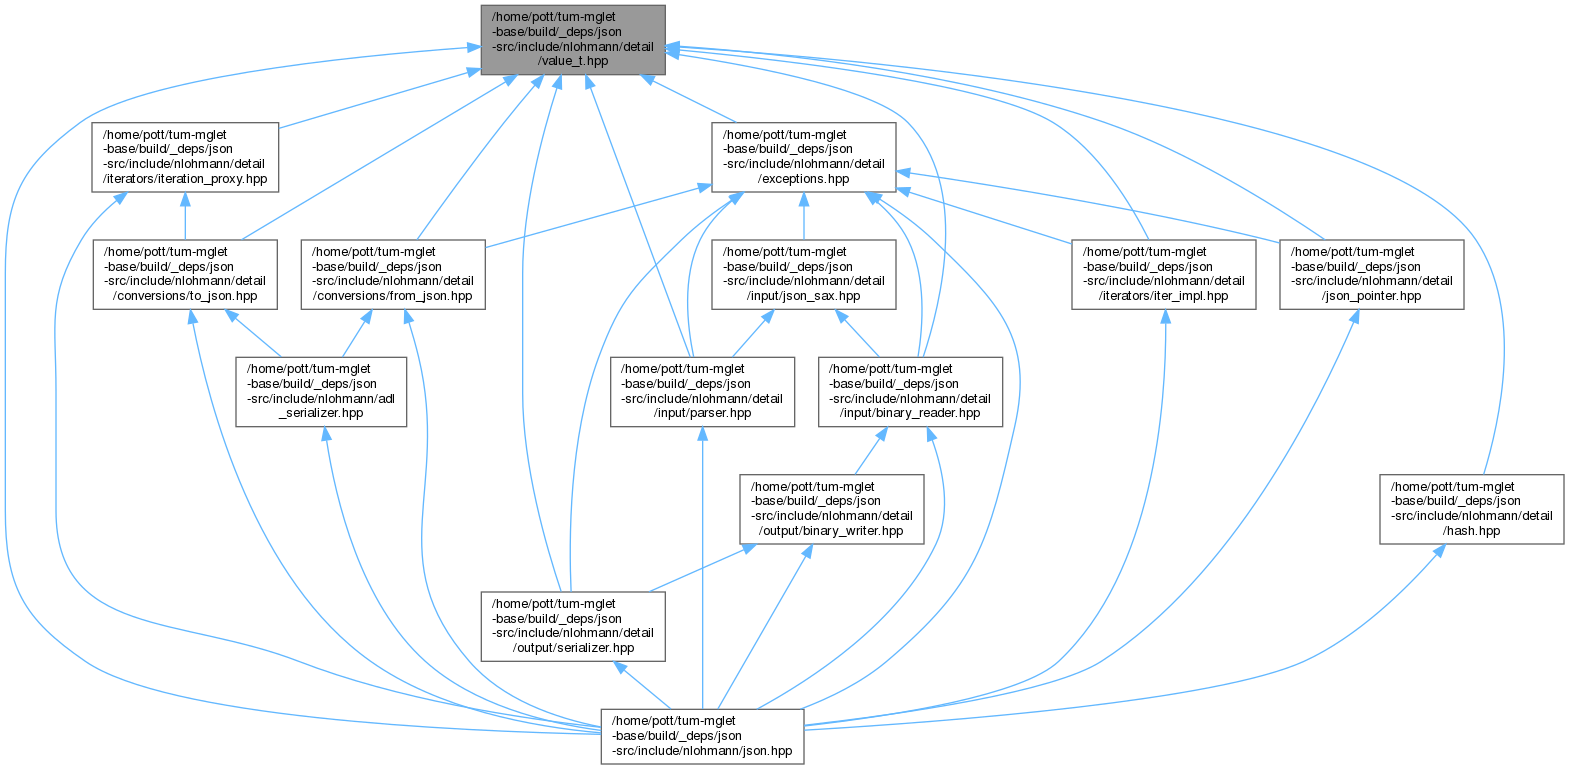 /home/pott/tum-mglet
-base/build/_deps/json
-src/include/nlohmann/detail
/value_t.hpp
/home/pott/tum-mglet
-base/build/_deps/json
-src/include/nlohmann/detail
/iterators/iteration_proxy.hpp
/home/pott/tum-mglet
-base/build/_deps/json
-src/include/nlohmann/detail
/exceptions.hpp
/home/pott/tum-mglet
-base/build/_deps/json
-src/include/nlohmann/detail
/conversions/to_json.hpp
/home/pott/tum-mglet
-base/build/_deps/json
-src/include/nlohmann/detail
/conversions/from_json.hpp
/home/pott/tum-mglet
-base/build/_deps/json
-src/include/nlohmann/detail
/input/json_sax.hpp
/home/pott/tum-mglet
-base/build/_deps/json
-src/include/nlohmann/detail
/iterators/iter_impl.hpp
/home/pott/tum-mglet
-base/build/_deps/json
-src/include/nlohmann/detail
/json_pointer.hpp
/home/pott/tum-mglet
-base/build/_deps/json
-src/include/nlohmann/adl
_serializer.hpp
/home/pott/tum-mglet
-base/build/_deps/json
-src/include/nlohmann/detail
/input/parser.hpp
/home/pott/tum-mglet
-base/build/_deps/json
-src/include/nlohmann/detail
/input/binary_reader.hpp
/home/pott/tum-mglet
-base/build/_deps/json
-src/include/nlohmann/detail
/output/binary_writer.hpp
/home/pott/tum-mglet
-base/build/_deps/json
-src/include/nlohmann/detail
/hash.hpp
/home/pott/tum-mglet
-base/build/_deps/json
-src/include/nlohmann/detail
/output/serializer.hpp
/home/pott/tum-mglet
-base/build/_deps/json
-src/include/nlohmann/json.hpp